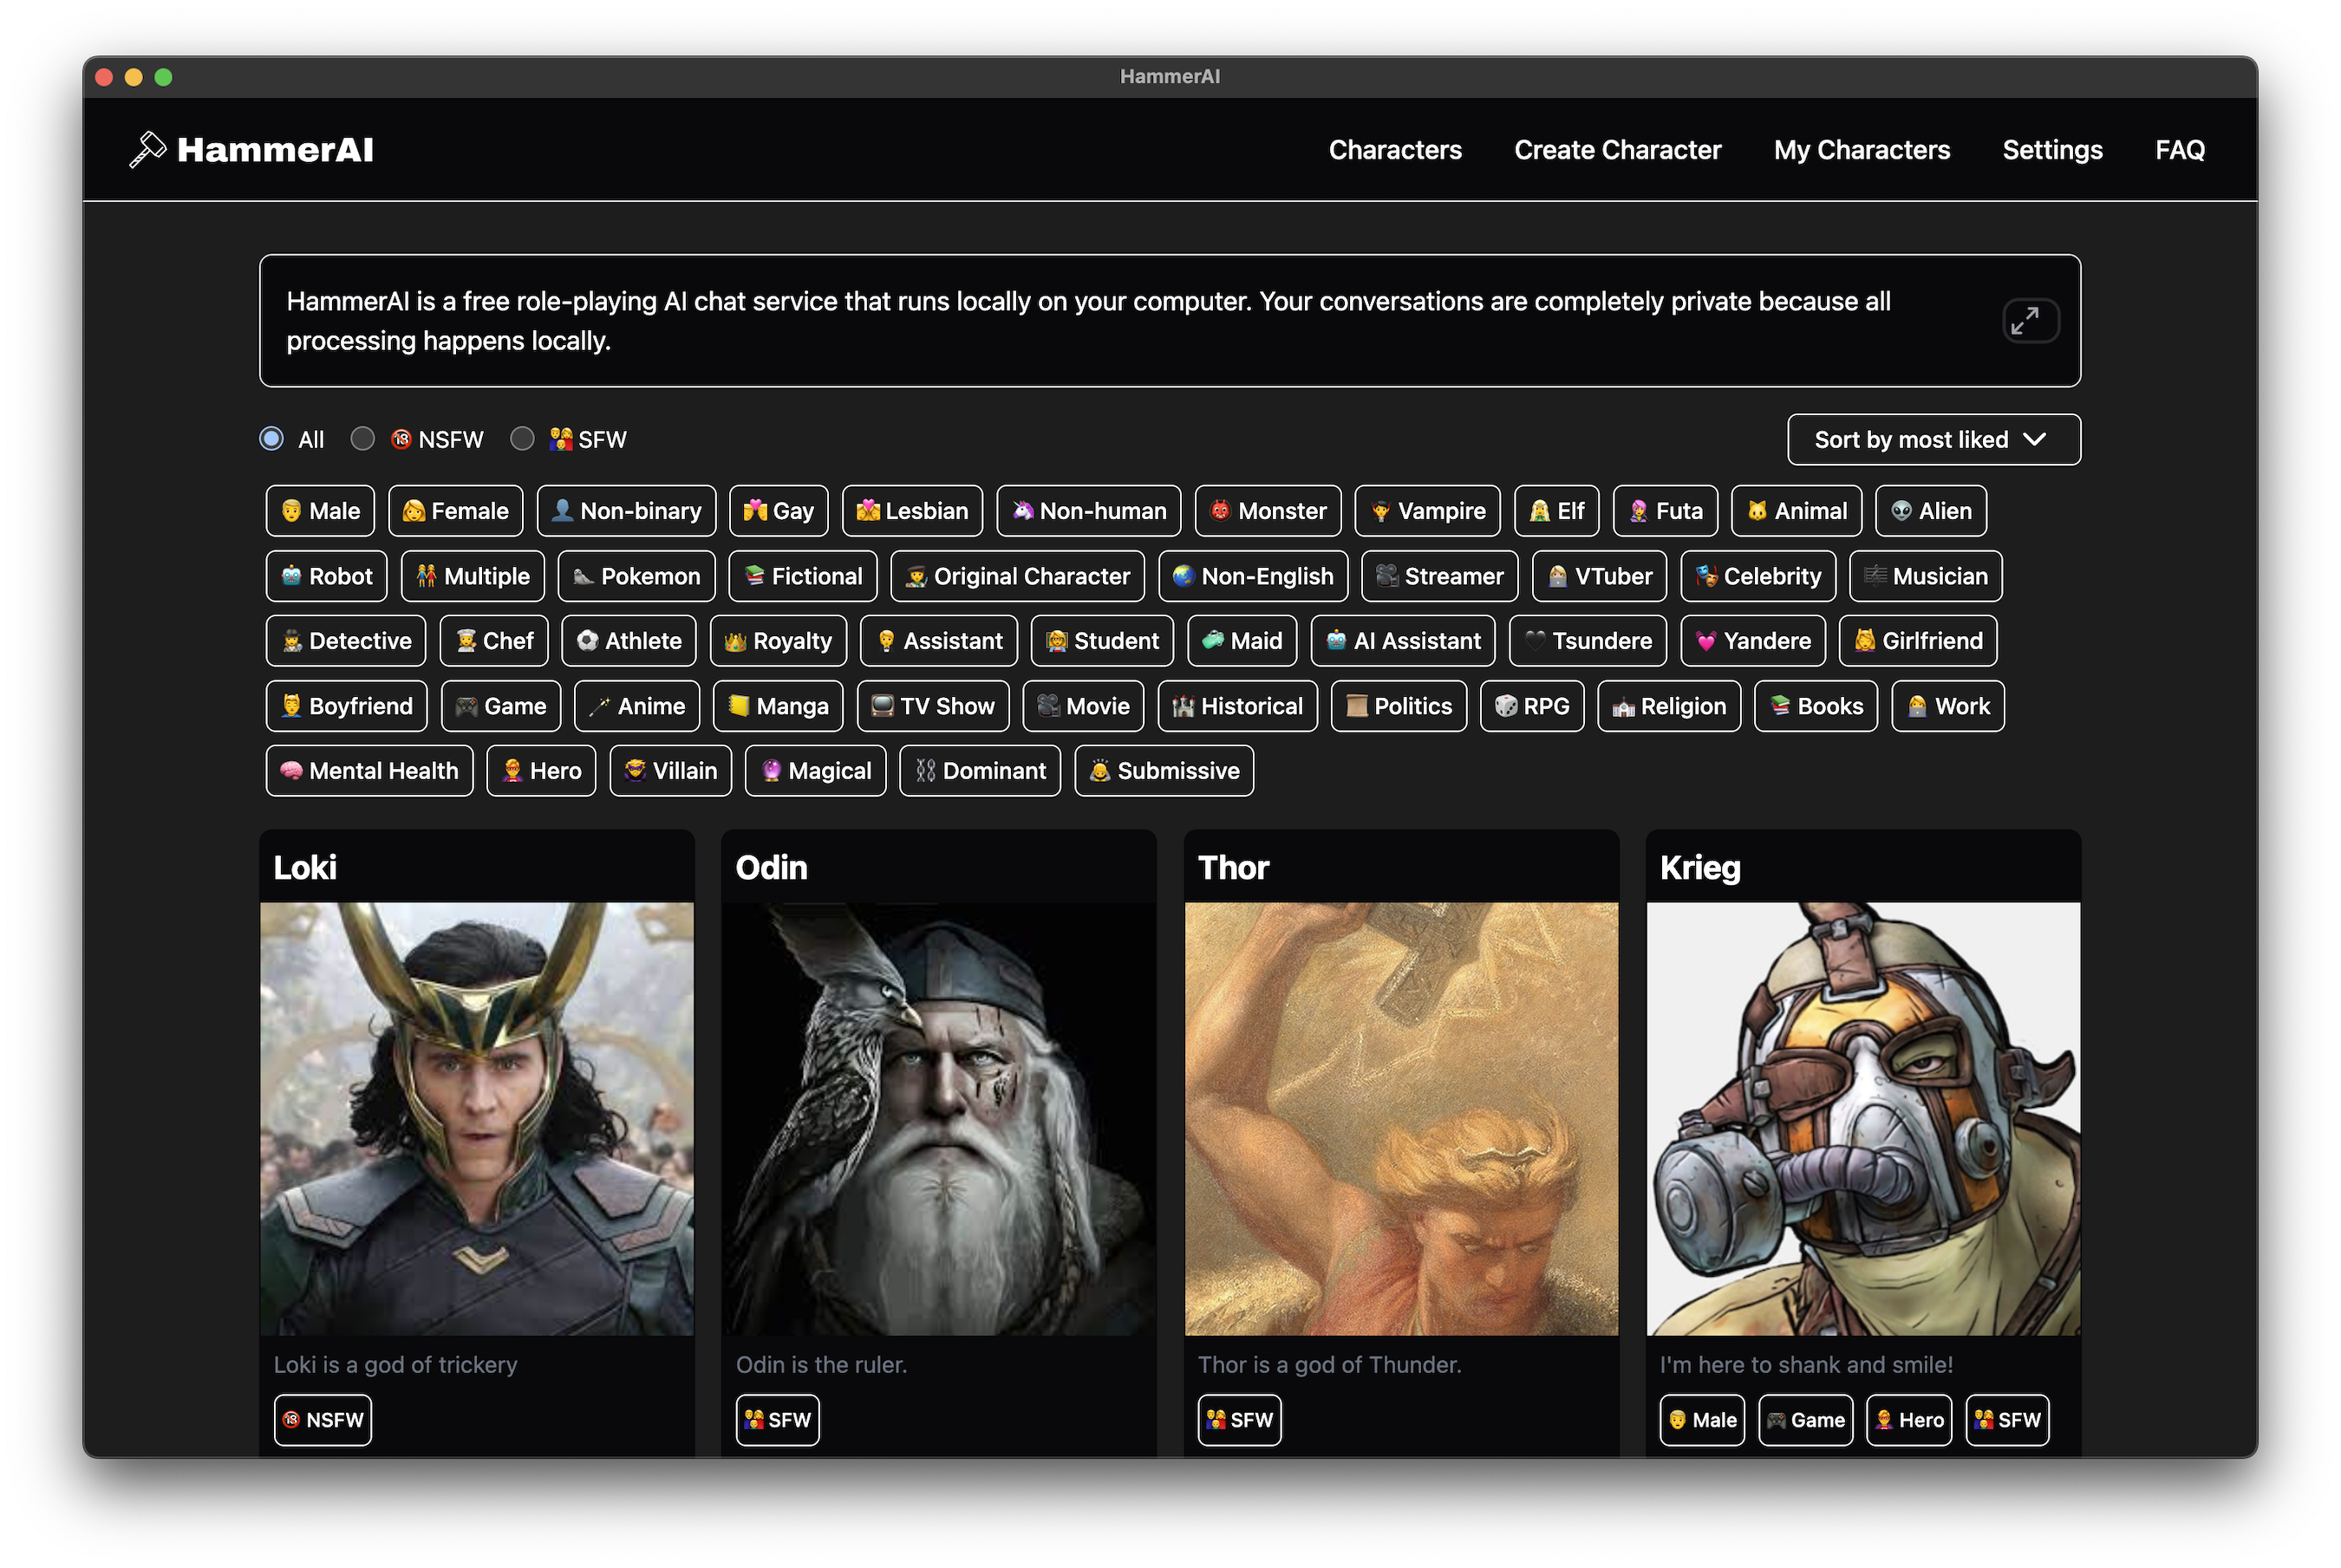 HammerAI
HammerAI
Characters
Create Character
My Characters
Settings
FAQ
HammerAI is a free role-playing AI chat service that runs locally on your computer. Your conversations are completely private because all
processing happens locally.
All
NSFW
SFW
Sort by most liked
Male
Female
Non-binary
Gay
Lesbian
Non-human
Monster
Vampire
Elf
Futa
Animal
Alien
Robot
Multiple
Pokemon
Fictional
Original Character
Non-English
Streamer
VTuber
Celebrity
Musician
Detective
Chef
Athlete
Royalty
Assistant
Student
Maid
AI Assistant
Tsundere
Yandere
Girlfriend
Boyfriend
Game
Anime
Manga
TV Show
Movie
Historical
Politics
RPG
Religion
Books
Work
Mental Health
Hero
Villain
Magical
Dominant
Submissive
Loki
Odin
Thor
Krieg
Loki is a god of trickery
Odin is the ruler.
Thor is a god of Thunder.
I'm here to shank and smile!
NSFW
SFW
SFW
Male
Game
Hero
SFW